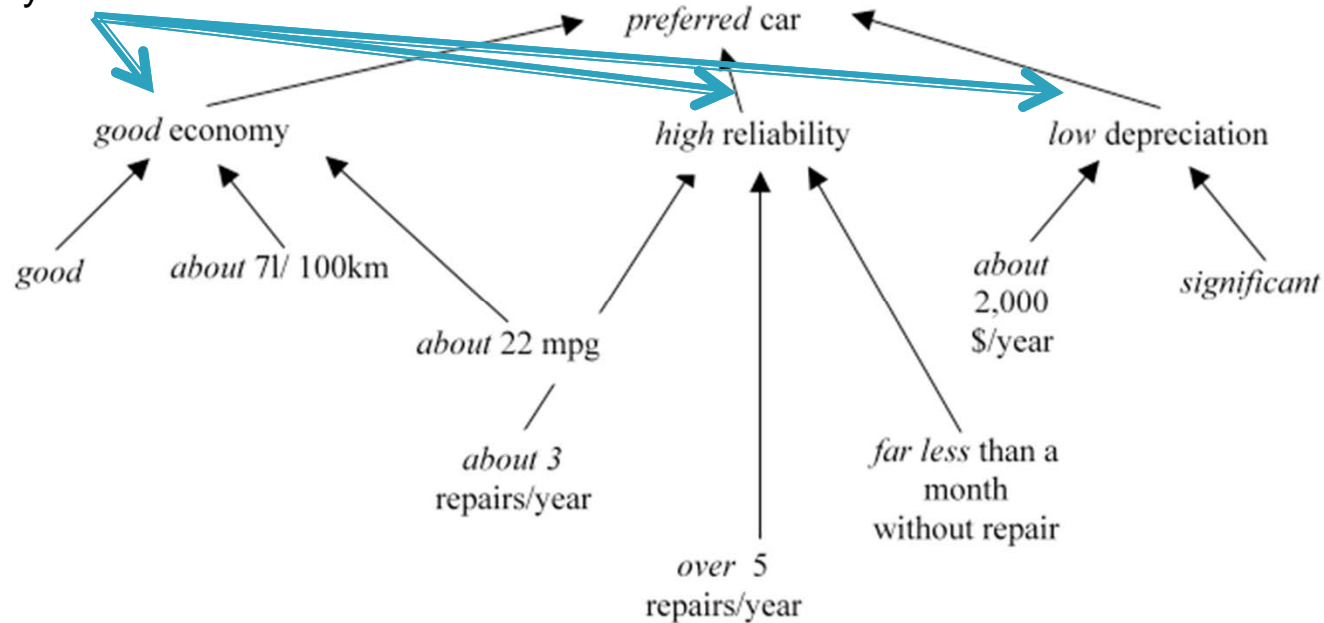 y
preferred car
good economy
high reliability
low depreciation
good
about 7l/ 100km
about
2,000
$/year
significant
about 22 mpg
about 3
repairs/year
far less than a
month
without repair
over 5
repairs/year